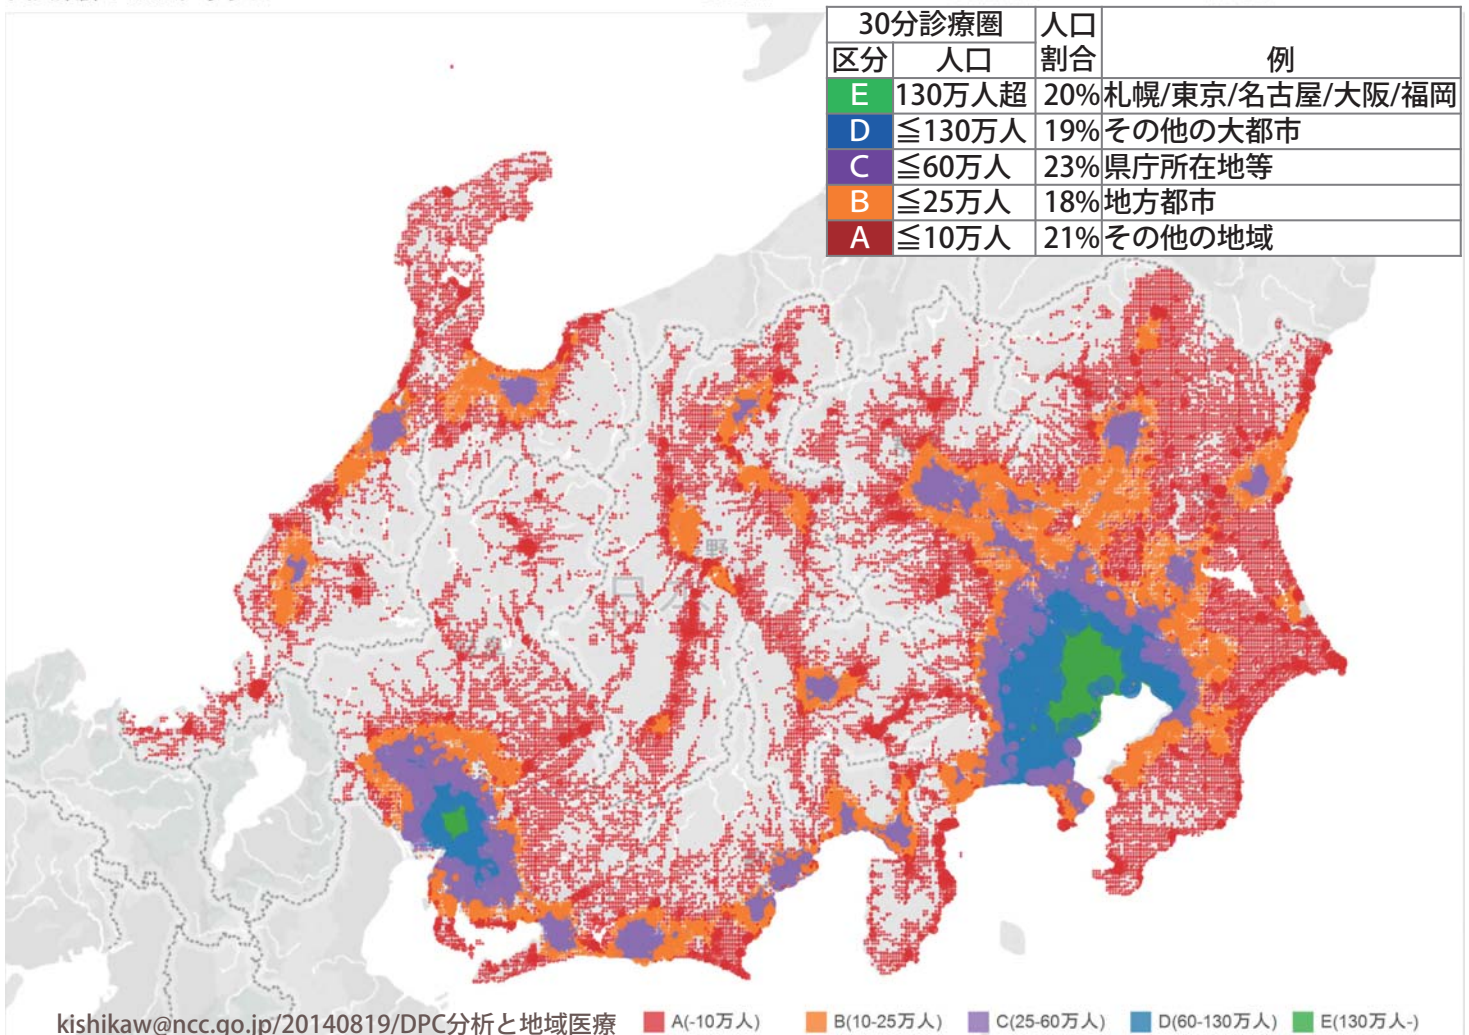 30分診療圏 人口
区分 人口 割合 例
E 130万人超 20% 札幌/東京/名古屋/大阪/福岡
D ≦130万人 19% その他の大都市
C ≦60万人 23% 県庁所在地等
B ≦25万人 18% 地方都市
A ≦10万人 21% その他の地域
野
日本
kishikaw@ncc.go.jp/20140819/DPC分析と地域医療 A(-10万人) B(10-25万人) C(25-60万人) D(60-130万人) E(130万人-)